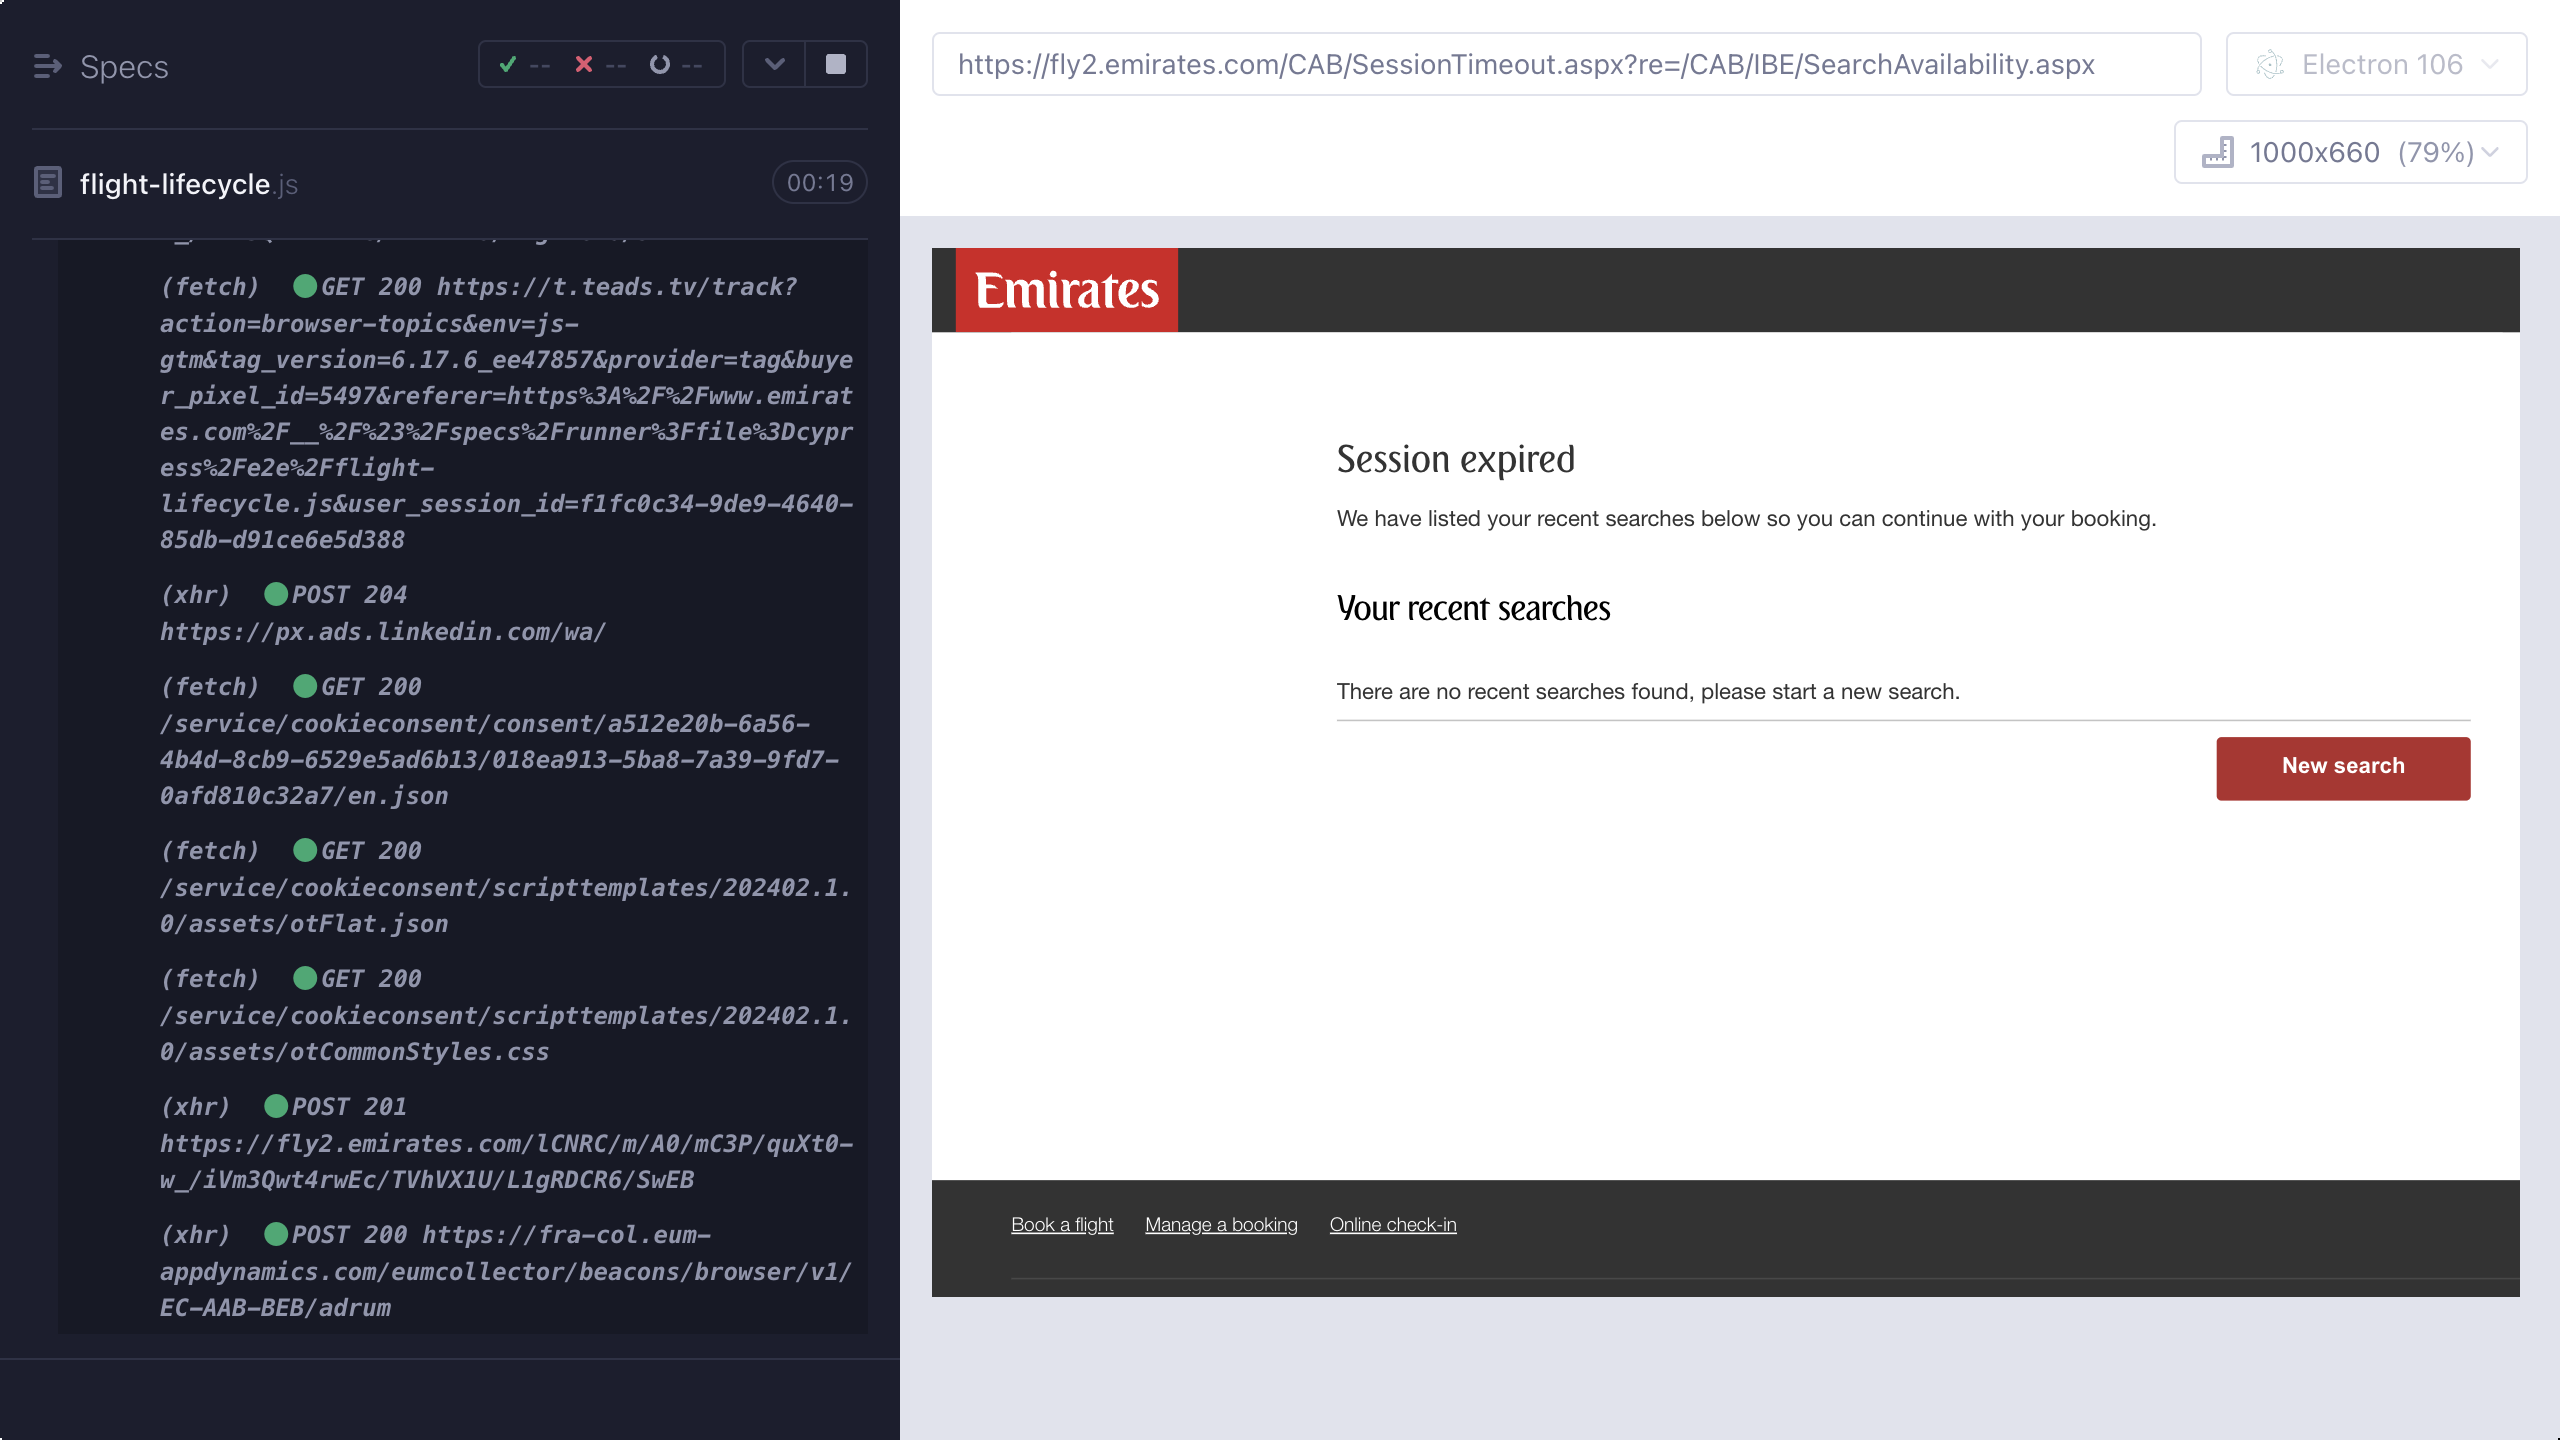 Specs
-- -- --
flight-lifecycle.js
00:19
(fetch) GET 200 https://t.teads.tv/track?
action=browser-topics&env=js-
gtm&tag_version=6.17.6_ee47857&provider=tag&buye
r_pixel_id=5497&referer=https%3A%2F%2Fwww.emirat
es.com%2F__%2F%23%2Fspecs%2Frunner%3Ffile%3Dcypr
ess%2Fe2e%2Fflight-
lifecycle.js&user_session_id=f1fc0c34-9de9-4640-
85db-d91ce6e5d388
(xhr) POST 204
https://px.ads.linkedin.com/wa/
(fetch) GET 200
/service/cookieconsent/consent/a512e20b-6a56-
4b4d-8cb9-6529e5ad6b13/018ea913-5ba8-7a39-9fd7-
0afd810c32a7/en.json
(fetch) GET 200
/service/cookieconsent/scripttemplates/202402.1.
0/assets/otFlat.json
(fetch) GET 200
/service/cookieconsent/scripttemplates/202402.1.
0/assets/otCommonStyles.css
(xhr) POST 201
https://fly2.emirates.com/lCNRC/m/A0/mC3P/quXt0-
w_/iVm3Qwt4rwEc/TVhVX1U/L1gRDCR6/SwEB
(xhr) POST 200 https://fra-col.eum-
appdynamics.com/eumcollector/beacons/browser/v1/
EC-AAB-BEB/adrum
https://fly2.emirates.com/CAB/SessionTimeout.aspx?re=/CAB/IBE/SearchAvailability.aspx
Electron 106
1000x660 (79%)
Emirates
Session expired
We have listed your recent searches below so you can continue with your booking.
Your recent searches
There are no recent searches found, please start a new search.
New search
Book a flight Manage a booking Online check-in